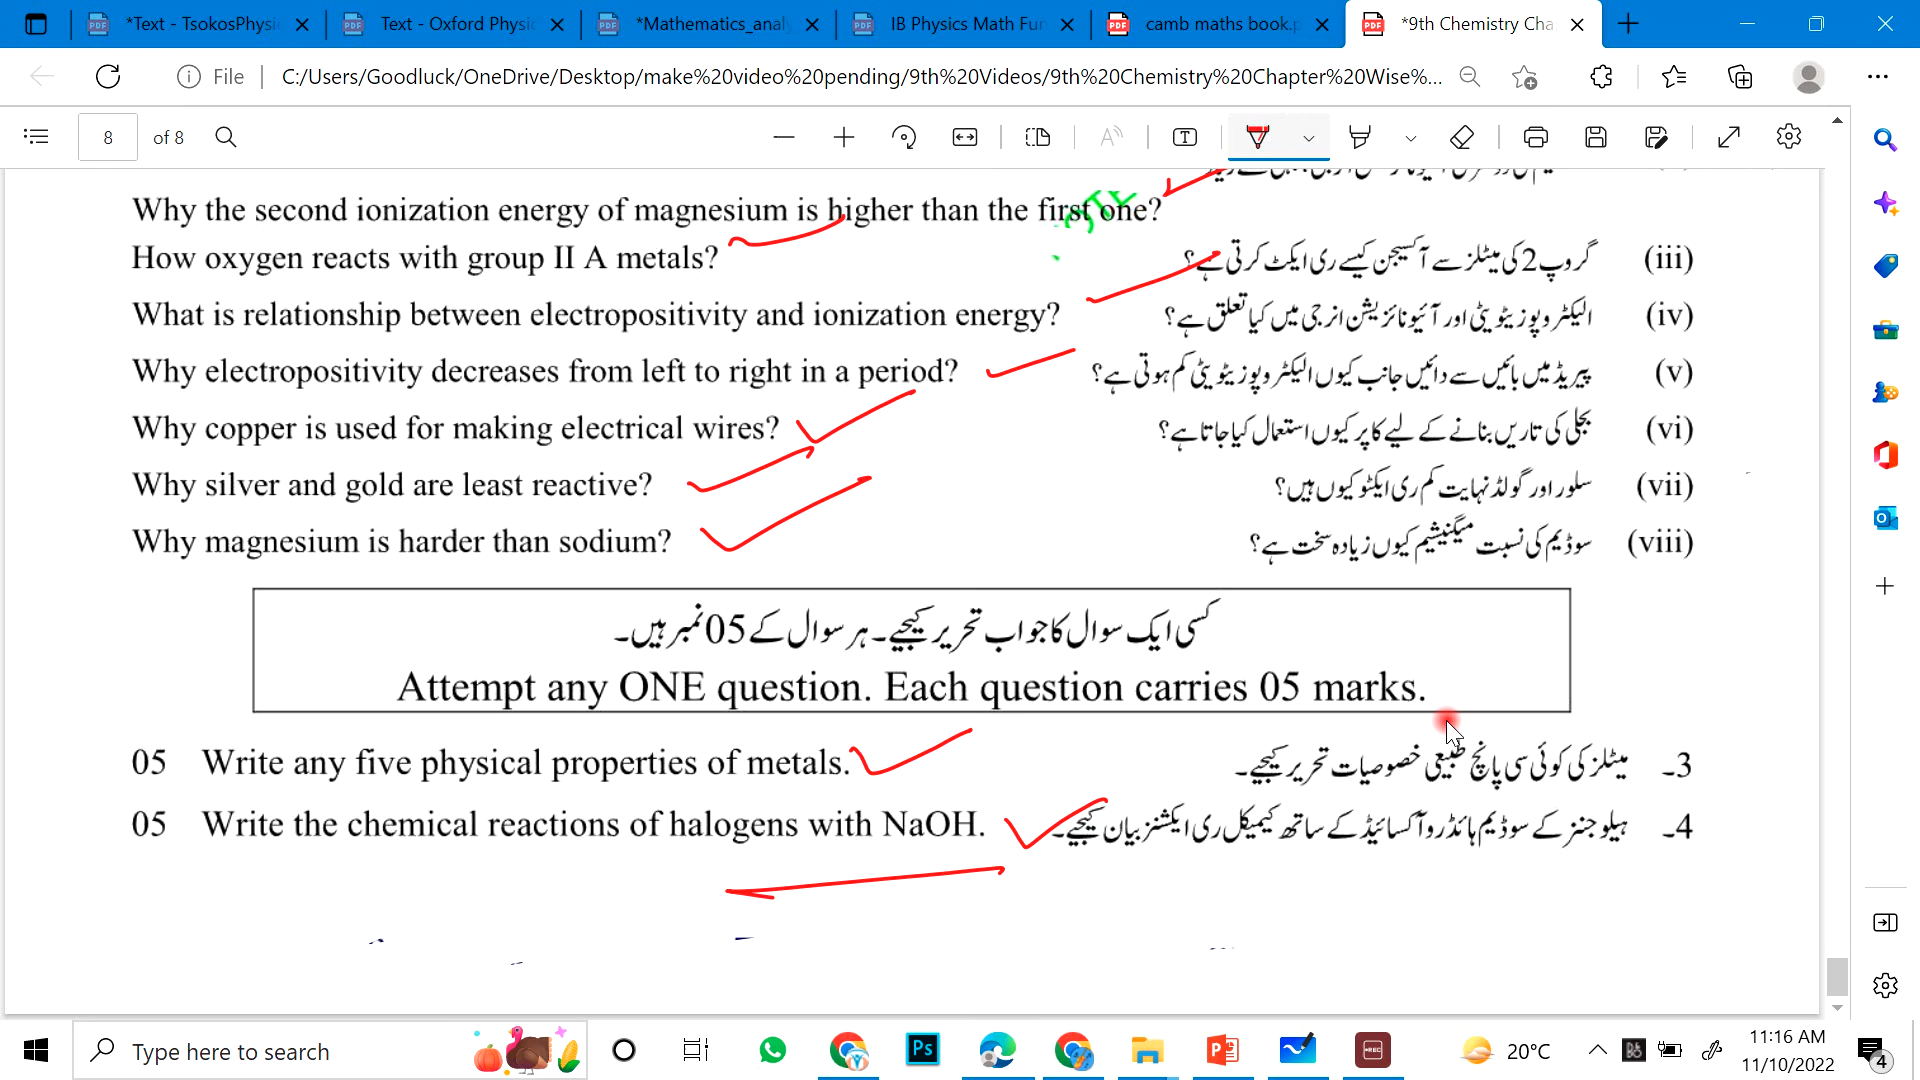 *Text - TsokosPhysi
Text - Oxford Physic
*Mathematics_analy
IB Physics Math Fun
camb maths book.p
*9th Chemistry Cha
File
C:/Users/Goodluck/OneDrive/Desktop/make%20video%20pending/9th%20Videos/9th%20Chemistry%20Chapter%20Wise%...
8 of 8
Why the second ionization energy of magnesium is higher than the first one?
How oxygen reacts with group II A metals? گروپ 2 کی میٹلز سے آکسیجن کیسے ری ایکٹ کرتی ہے؟ (iii)
What is relationship between electropositivity and ionization energy? الیکٹروپوزیٹویٹی اور آئیونائزیشن انرجی میں کیا تعلق ہے؟ (iv)
Why electropositivity decreases from left to right in a period? پیریڈ میں بائیں سے دائیں جانب کیوں الیکٹروپوزیٹویٹی کم ہوتی ہے؟ (v)
Why copper is used for making electrical wires? بجلی کی تاریں بنانے کے لیے کاپر کیوں استعمال کیا جاتا ہے؟ (vi)
Why silver and gold are least reactive? سلور اور گولڈ نہایت کم ری ایکٹو کیوں ہیں؟ (vii)
Why magnesium is harder than sodium? سوڈیم کی نسبت میگنیشیم کیوں زیادہ سخت ہے؟ (viii)
کسی ایک سوال کا جواب تحریر کیجیے۔ ہر سوال کے 05 نمبر ہیں۔
Attempt any ONE question. Each question carries 05 marks.
05 Write any five physical properties of metals. میٹلز کی کوئی سی پانچ طبیعی خصوصیات تحریر کیجیے۔ 3۔
05 Write the chemical reactions of halogens with NaOH. ہیلوجنز کے سوڈیم ہائڈروآکسائیڈ کے ساتھ کیمیکل ری ایکشنز بیان کیجیے۔ 4۔
Type here to search
Ps
REC
20°C
11:16 AM
11/10/2022
4